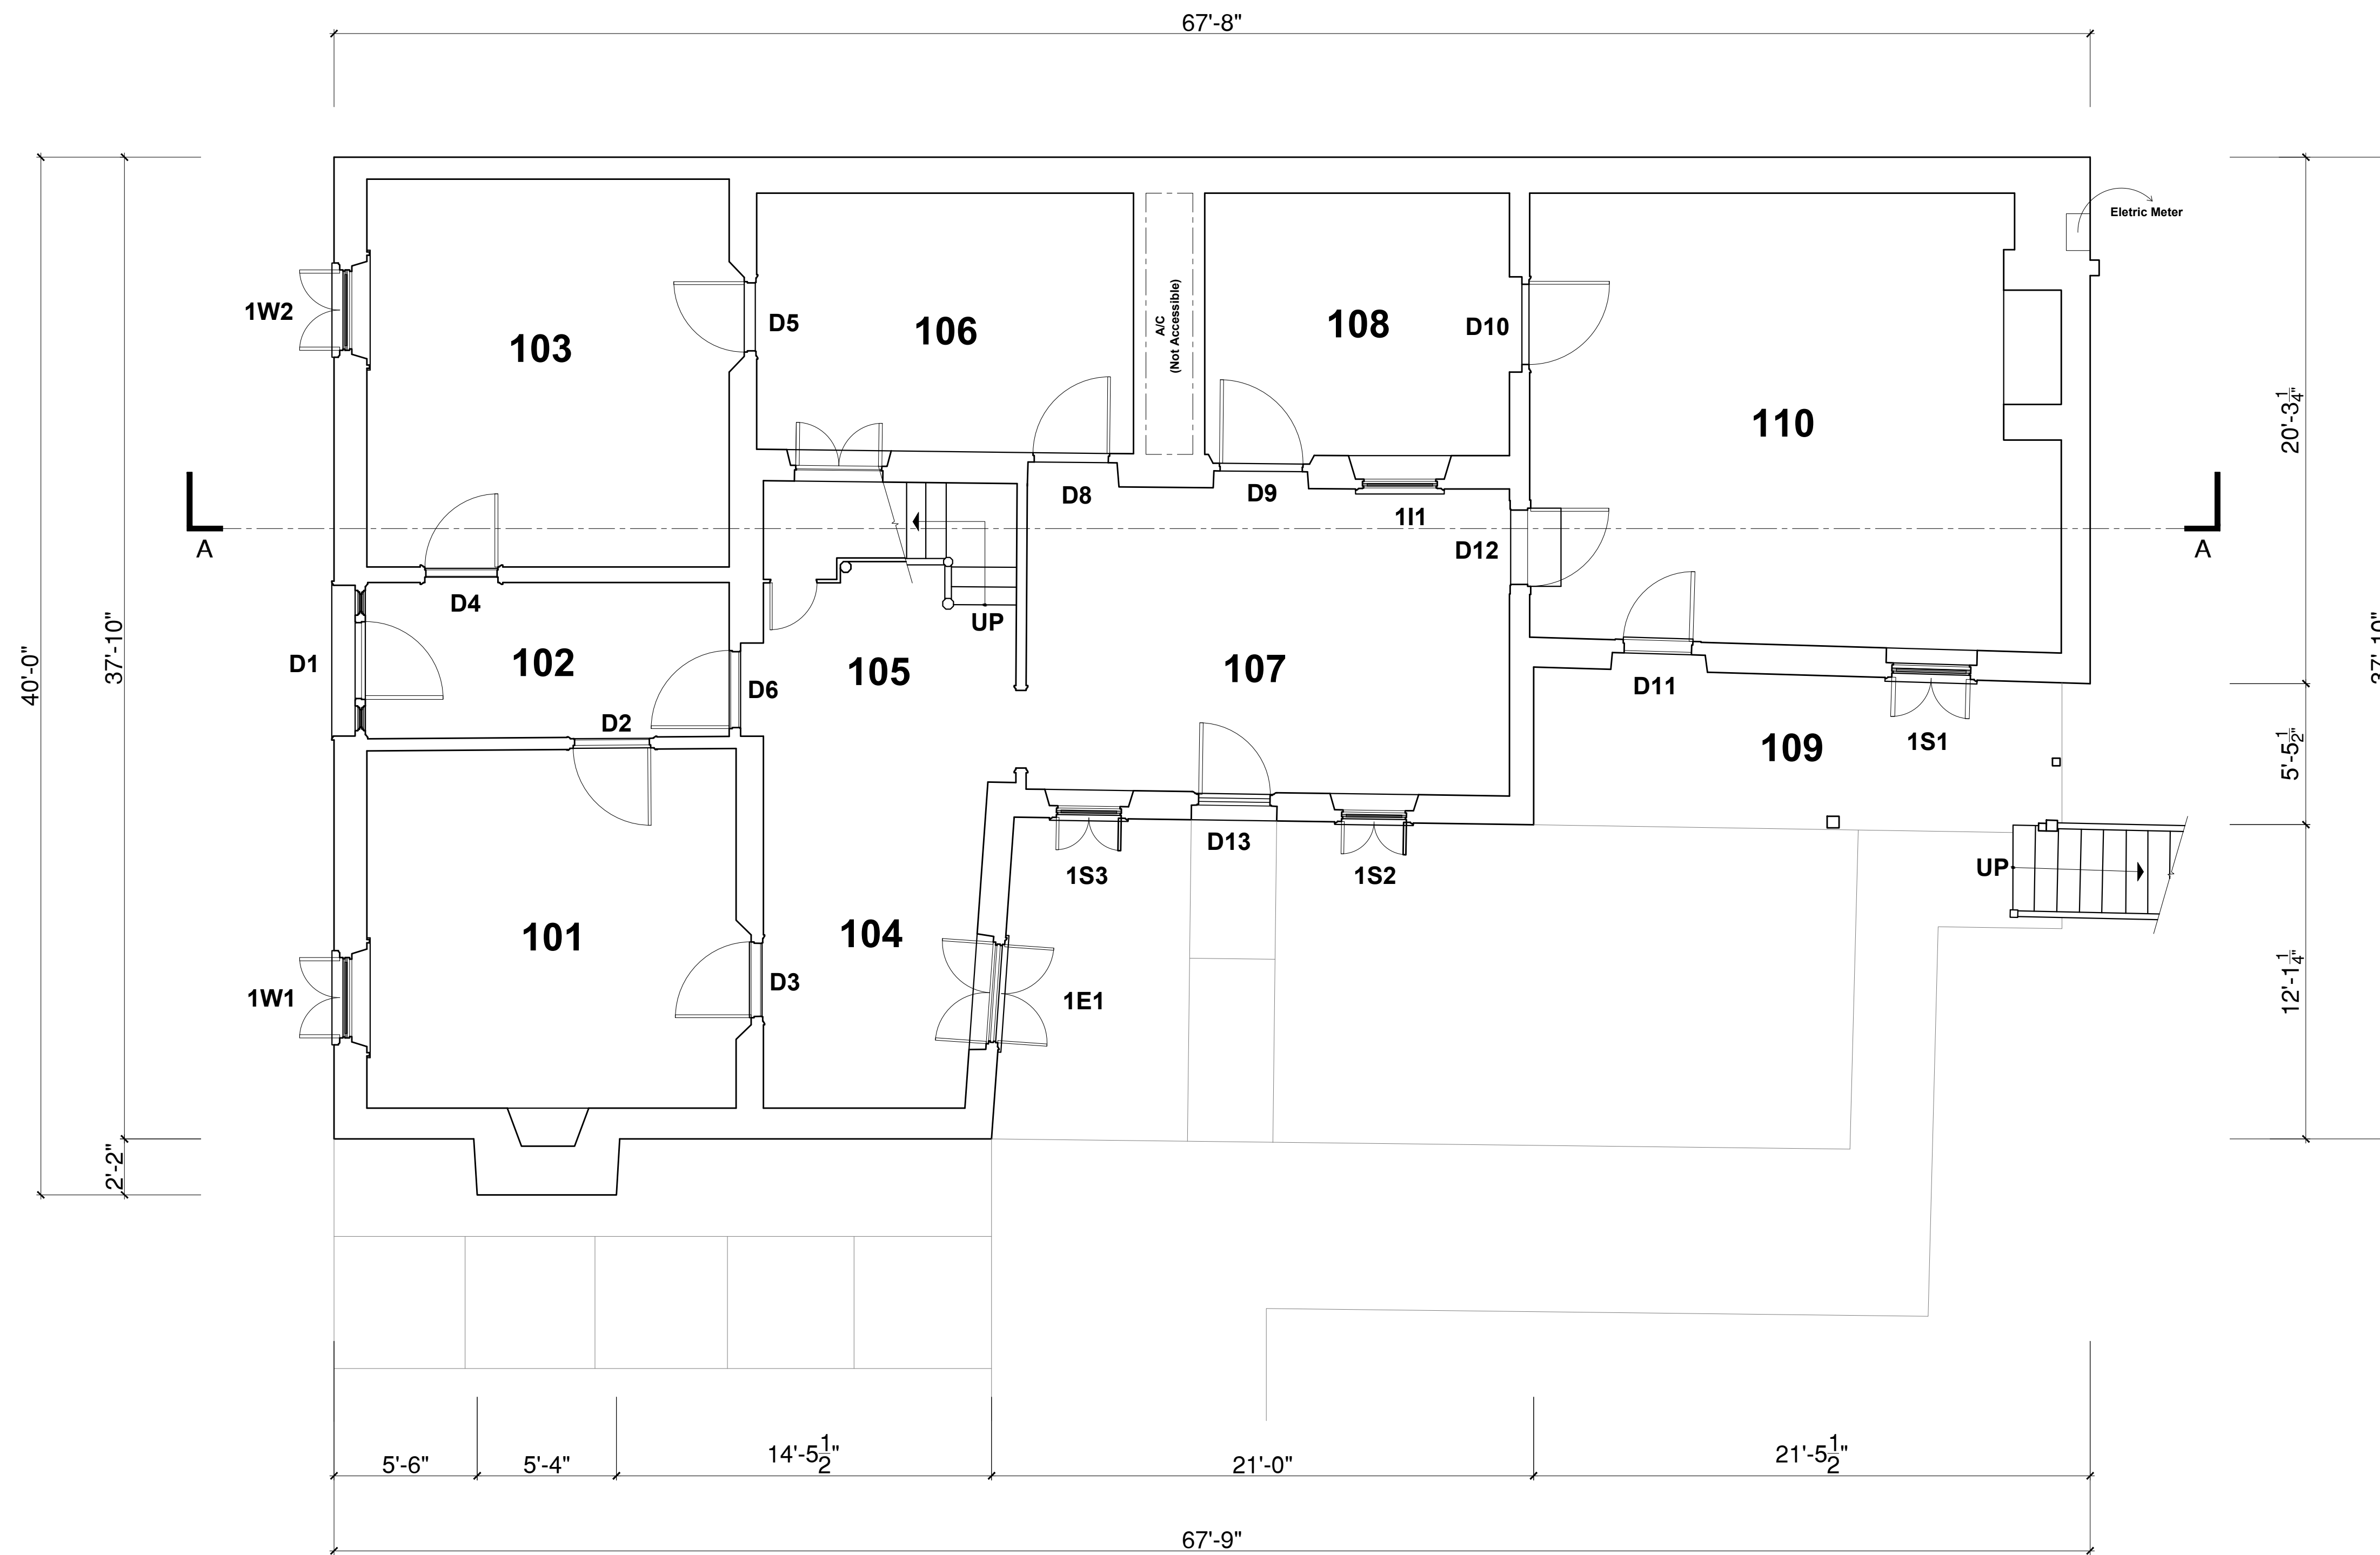 67'-8"
Eletric Meter
1W2
D5
103
106
A/C
(Not Accessible)
108
D10
110
20'-3 1/4"
D8
D9
1I1
A
A
D12
D4
UP
40'-0"
37'-10"
37'-10"
D1
102
D6
105
107
D11
D2
109
1S1
5'-5 1/2"
D13
1S3
1S2
UP
101
104
D3
1W1
1E1
12'-1 1/4"
2'-2"
5'-6"
5'-4"
14'-5 1/2"
21'-0"
21'-5 1/2"
67'-9"